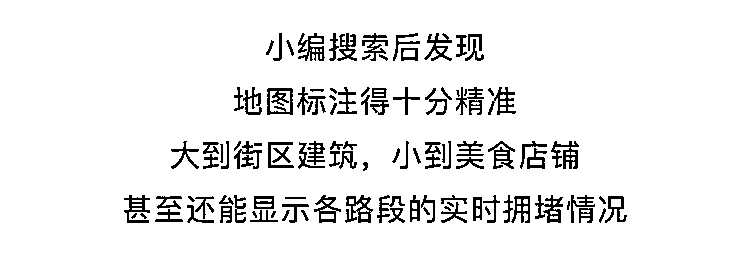 小编搜索后发现
地图标注得十分精准
大到街区建筑，小到美食店铺
甚至还能显示各路段的实时拥堵情况